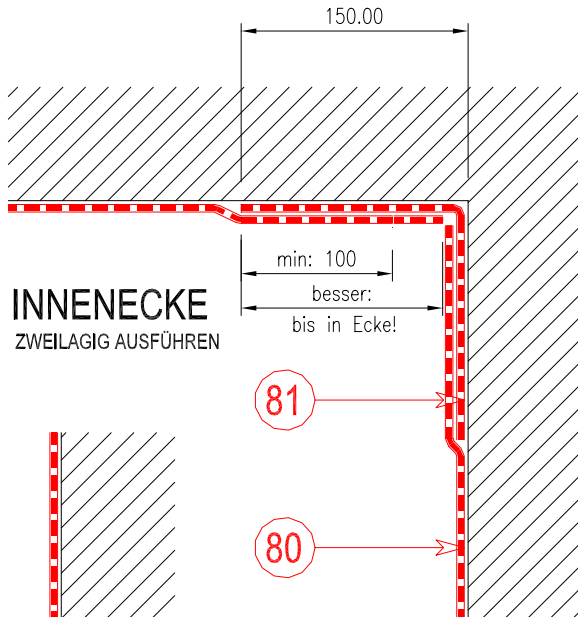 150.00
min: 100
besser:
bis in Ecke!
INNENECKE
ZWEILAGIG AUSFÜHREN
81
80